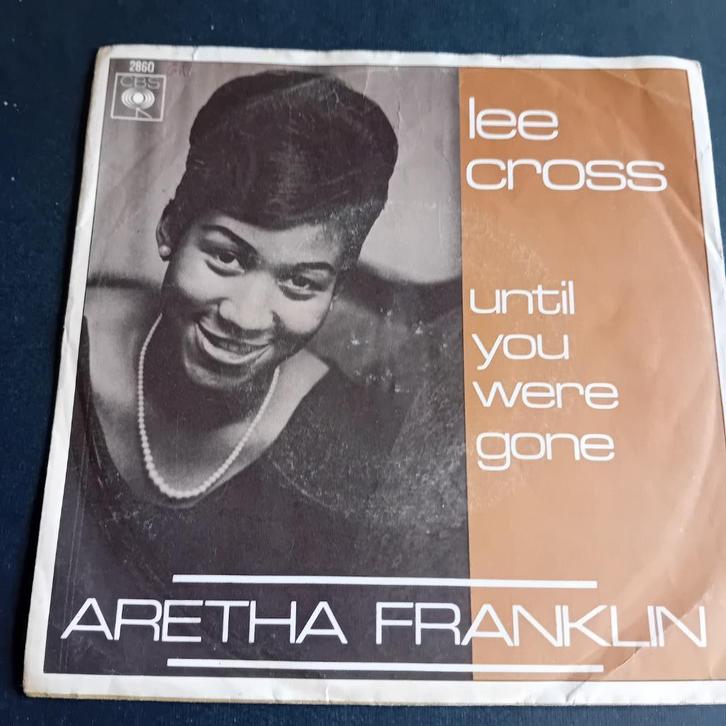 2860
CBS
lee
cross
until
you
were
gone
ARETHA FRANKLIN